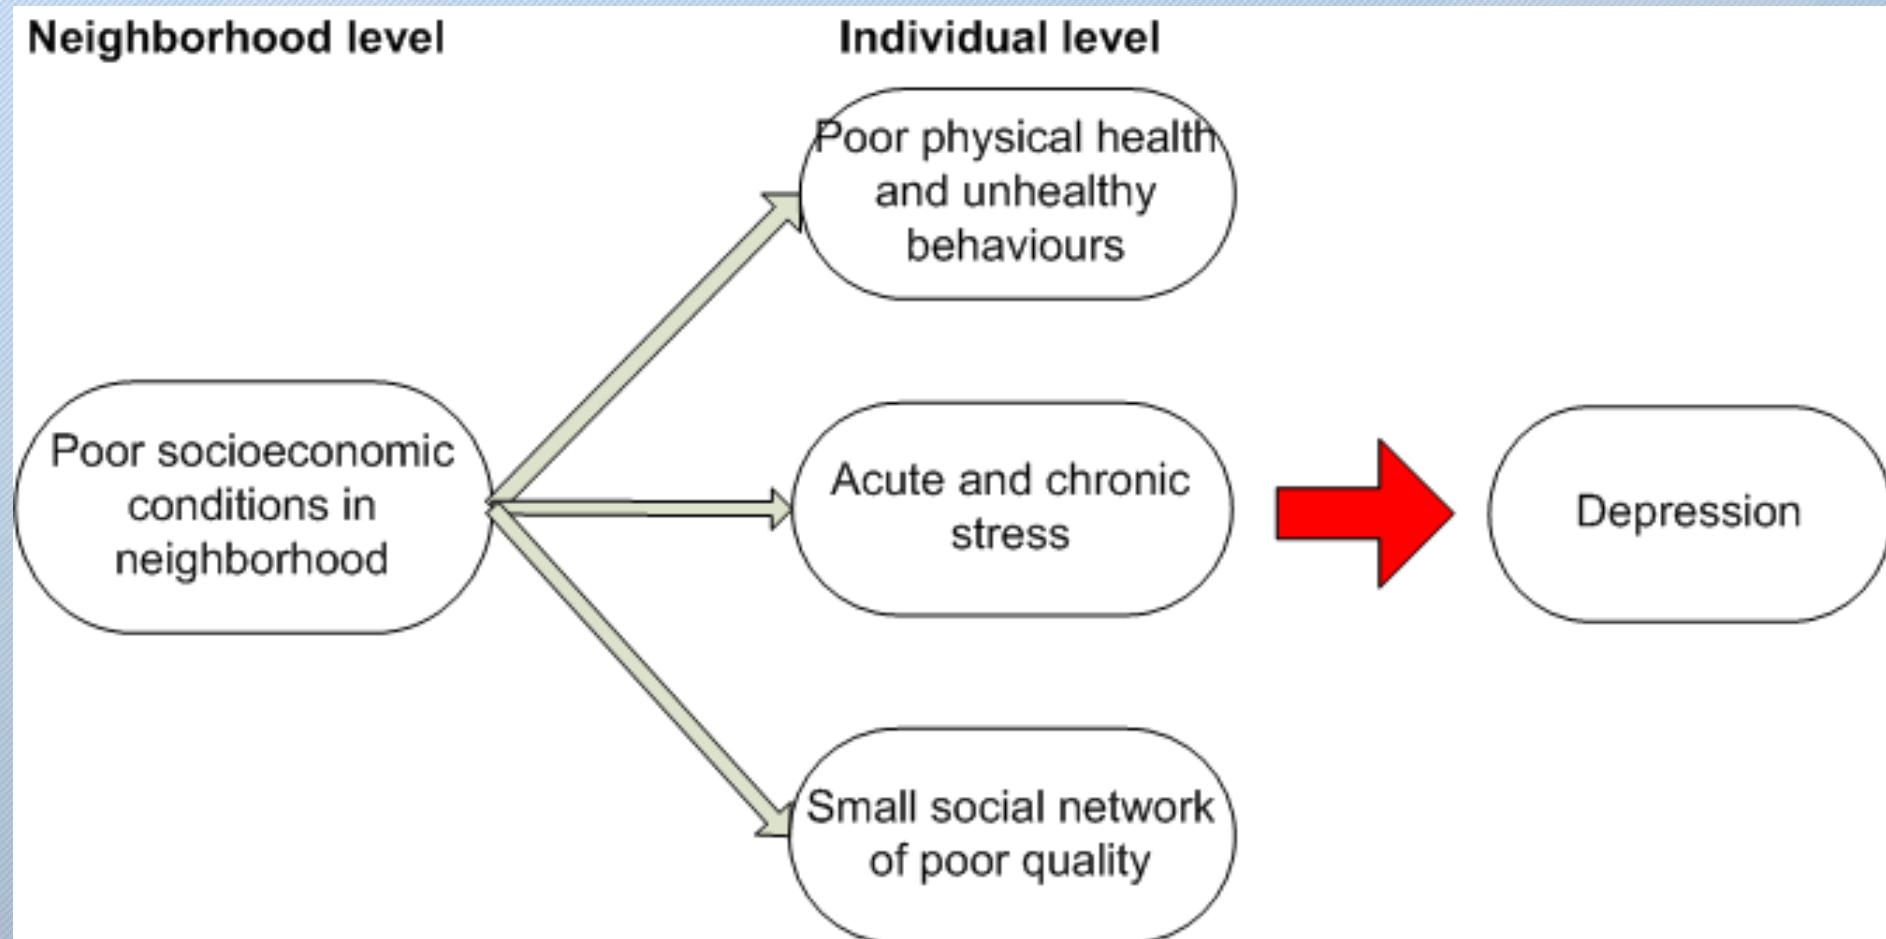 Neighborhood level
Individual level
Poor physical health
and unhealthy
behaviours
Poor socioeconomic
conditions in
neighborhood
Acute and chronic
stress
Depression
Small social network
of poor quality